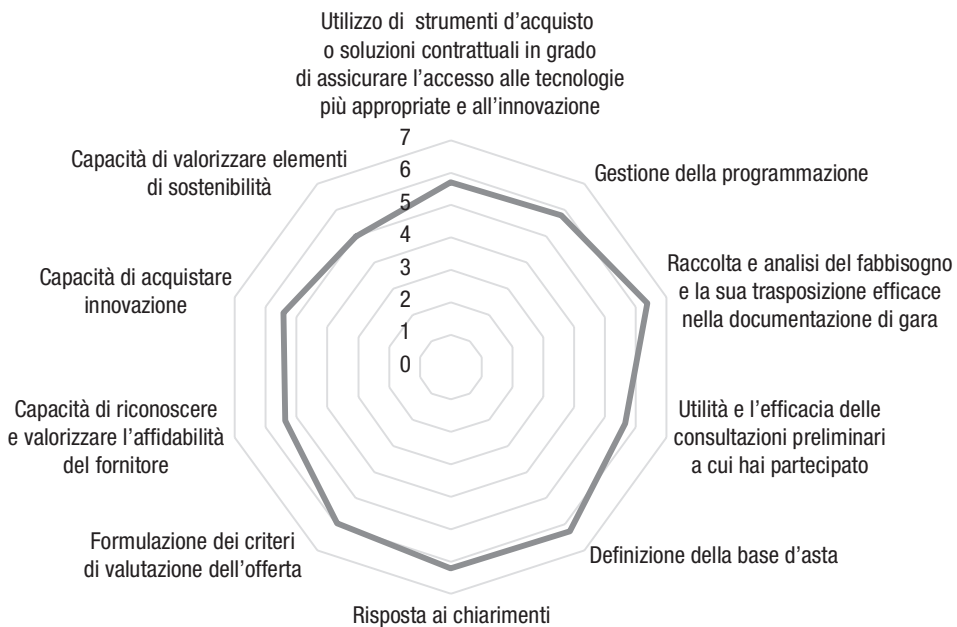 Utilizzo di strumenti d’acquisto
o soluzioni contrattuali in grado
di assicurare l’accesso alle tecnologie
più appropriate e all’innovazione
7
6
5
4
3
2
1
0
Gestione della programmazione
Raccolta e analisi del fabbisogno
e la sua trasposizione efficace
nella documentazione di gara
Utilità e l’efficacia delle
consultazioni preliminari
a cui hai partecipato
Definizione della base d’asta
Risposta ai chiarimenti
Formulazione dei criteri
di valutazione dell’offerta
Capacità di riconoscere
e valorizzare l’affidabilità
del fornitore
Capacità di acquistare
innovazione
Capacità di valorizzare elementi
di sostenibilità